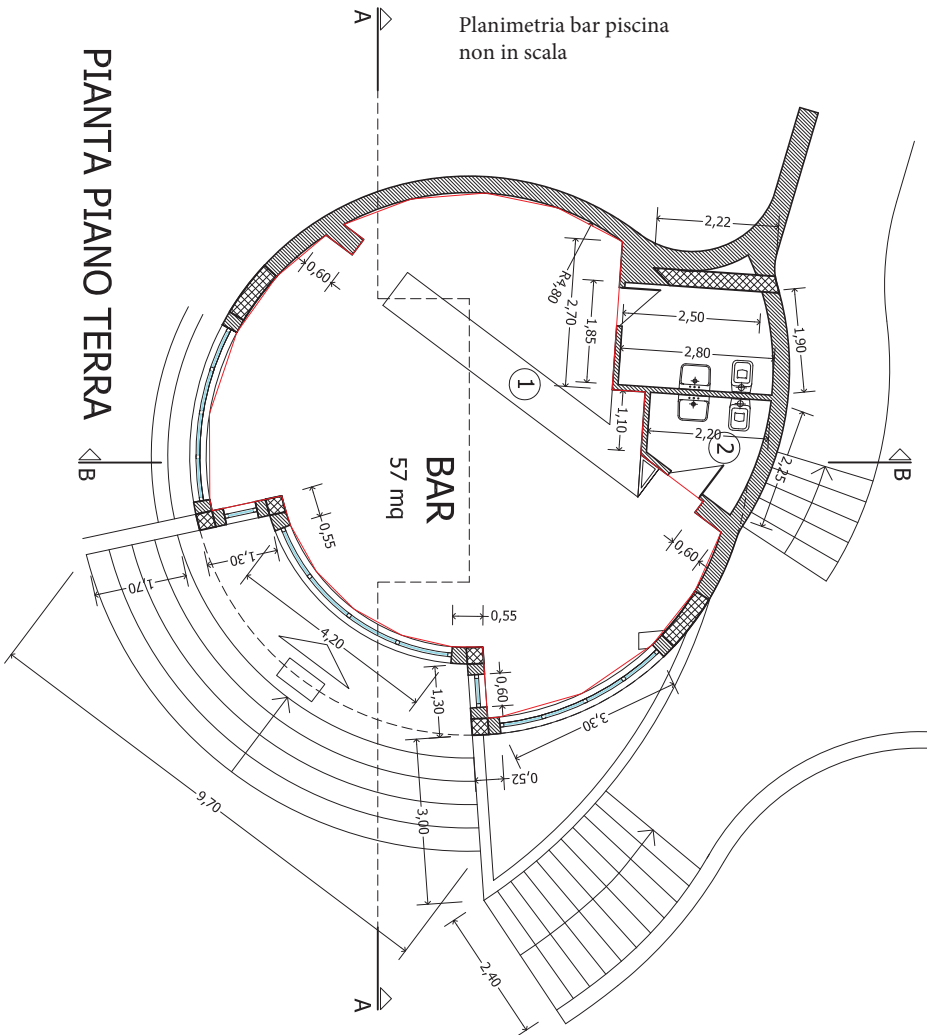 Planimetria bar piscina
non in scala
PIANTA PIANO TERRA
A
A
B
B
BAR
57 mq
1
2
2,22
0,60
R4,80
2,70
1,85
2,50
1,90
2,80
1,10
2,20
2,25
0,60
0,55
1,30
1,70
4,20
0,55
0,60
1,30
3,30
0,52
3,00
9,70
2,40